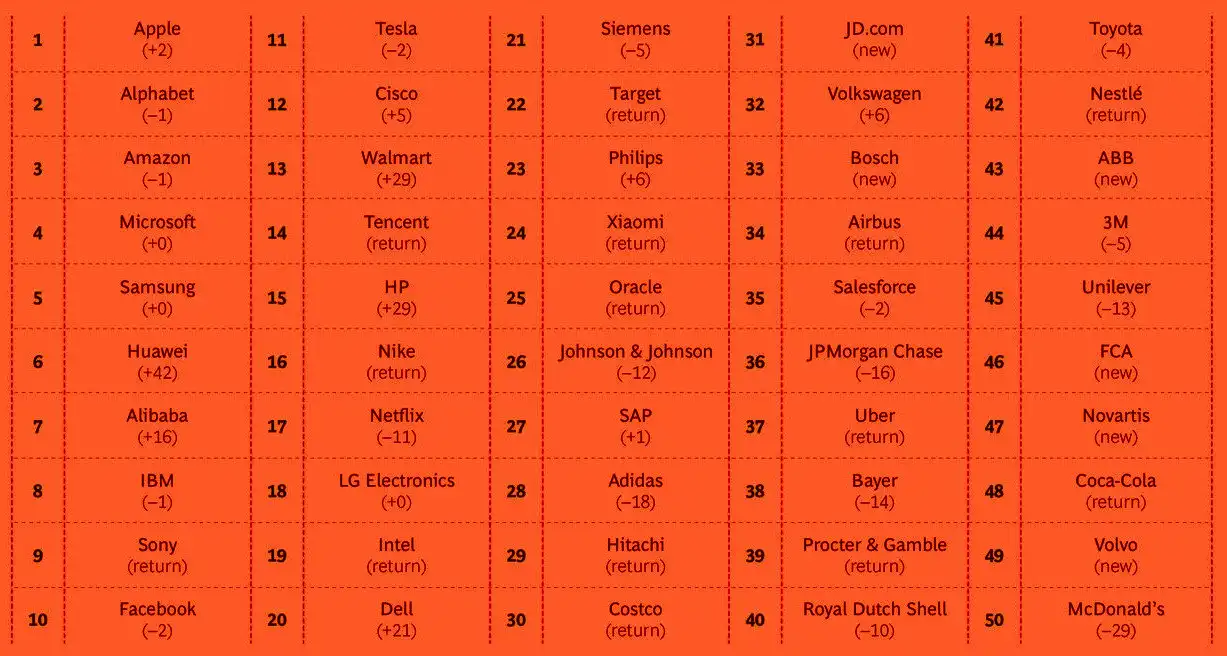 1
Apple
(+2)
2
Alphabet
(–1)
3
Amazon
(–1)
4
Microsoft
(+0)
5
Samsung
(+0)
6
Huawei
(+42)
7
Alibaba
(+16)
8
IBM
(–1)
9
Sony
(return)
10
Facebook
(–2)
11
Tesla
(–2)
12
Cisco
(+5)
13
Walmart
(+29)
14
Tencent
(return)
15
HP
(+29)
16
Nike
(return)
17
Netflix
(–11)
18
LG Electronics
(+0)
19
Intel
(return)
20
Dell
(+21)
21
Siemens
(–5)
22
Target
(return)
23
Philips
(+6)
24
Xiaomi
(return)
25
Oracle
(return)
26
Johnson & Johnson
(–12)
27
SAP
(+1)
28
Adidas
(–18)
29
Hitachi
(return)
30
Costco
(return)
31
JD.com
(new)
32
Volkswagen
(+6)
33
Bosch
(new)
34
Airbus
(return)
35
Salesforce
(–2)
36
JPMorgan Chase
(–16)
37
Uber
(return)
38
Bayer
(–14)
39
Procter & Gamble
(return)
40
Royal Dutch Shell
(–10)
41
Toyota
(–4)
42
Nestlé
(return)
43
ABB
(new)
44
3M
(–5)
45
Unilever
(–13)
46
FCA
(new)
47
Novartis
(new)
48
Coca-Cola
(return)
49
Volvo
(new)
50
McDonald’s
(–29)